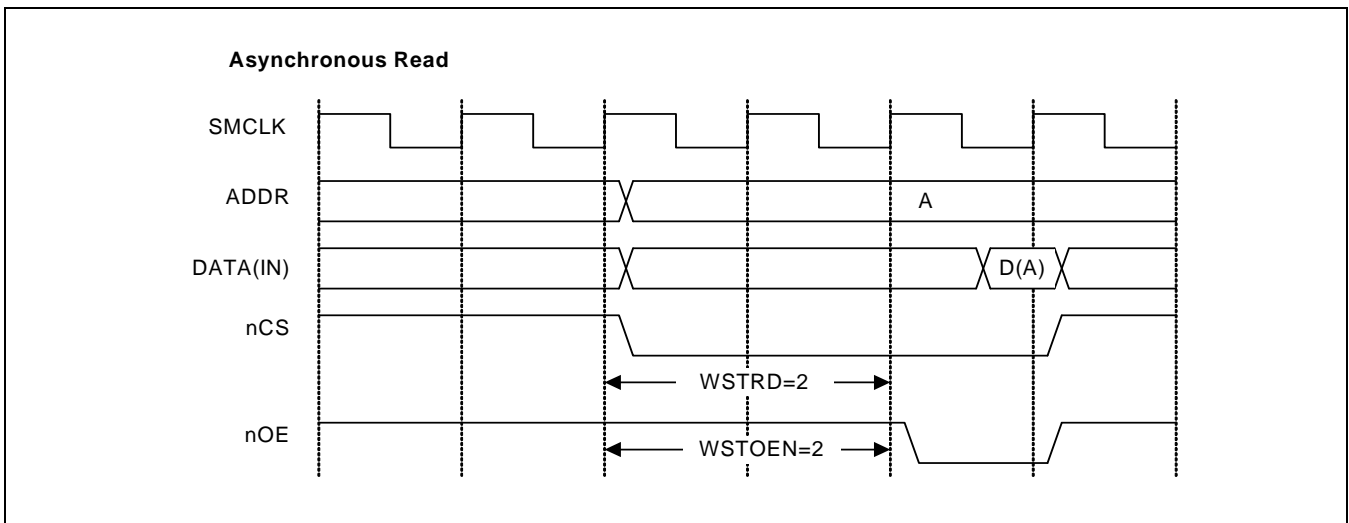 Asynchronous Read
SMCLK
ADDR
A
DATA(IN)
D(A)
nCS
WSTRD=2
nOE
WSTOEN=2